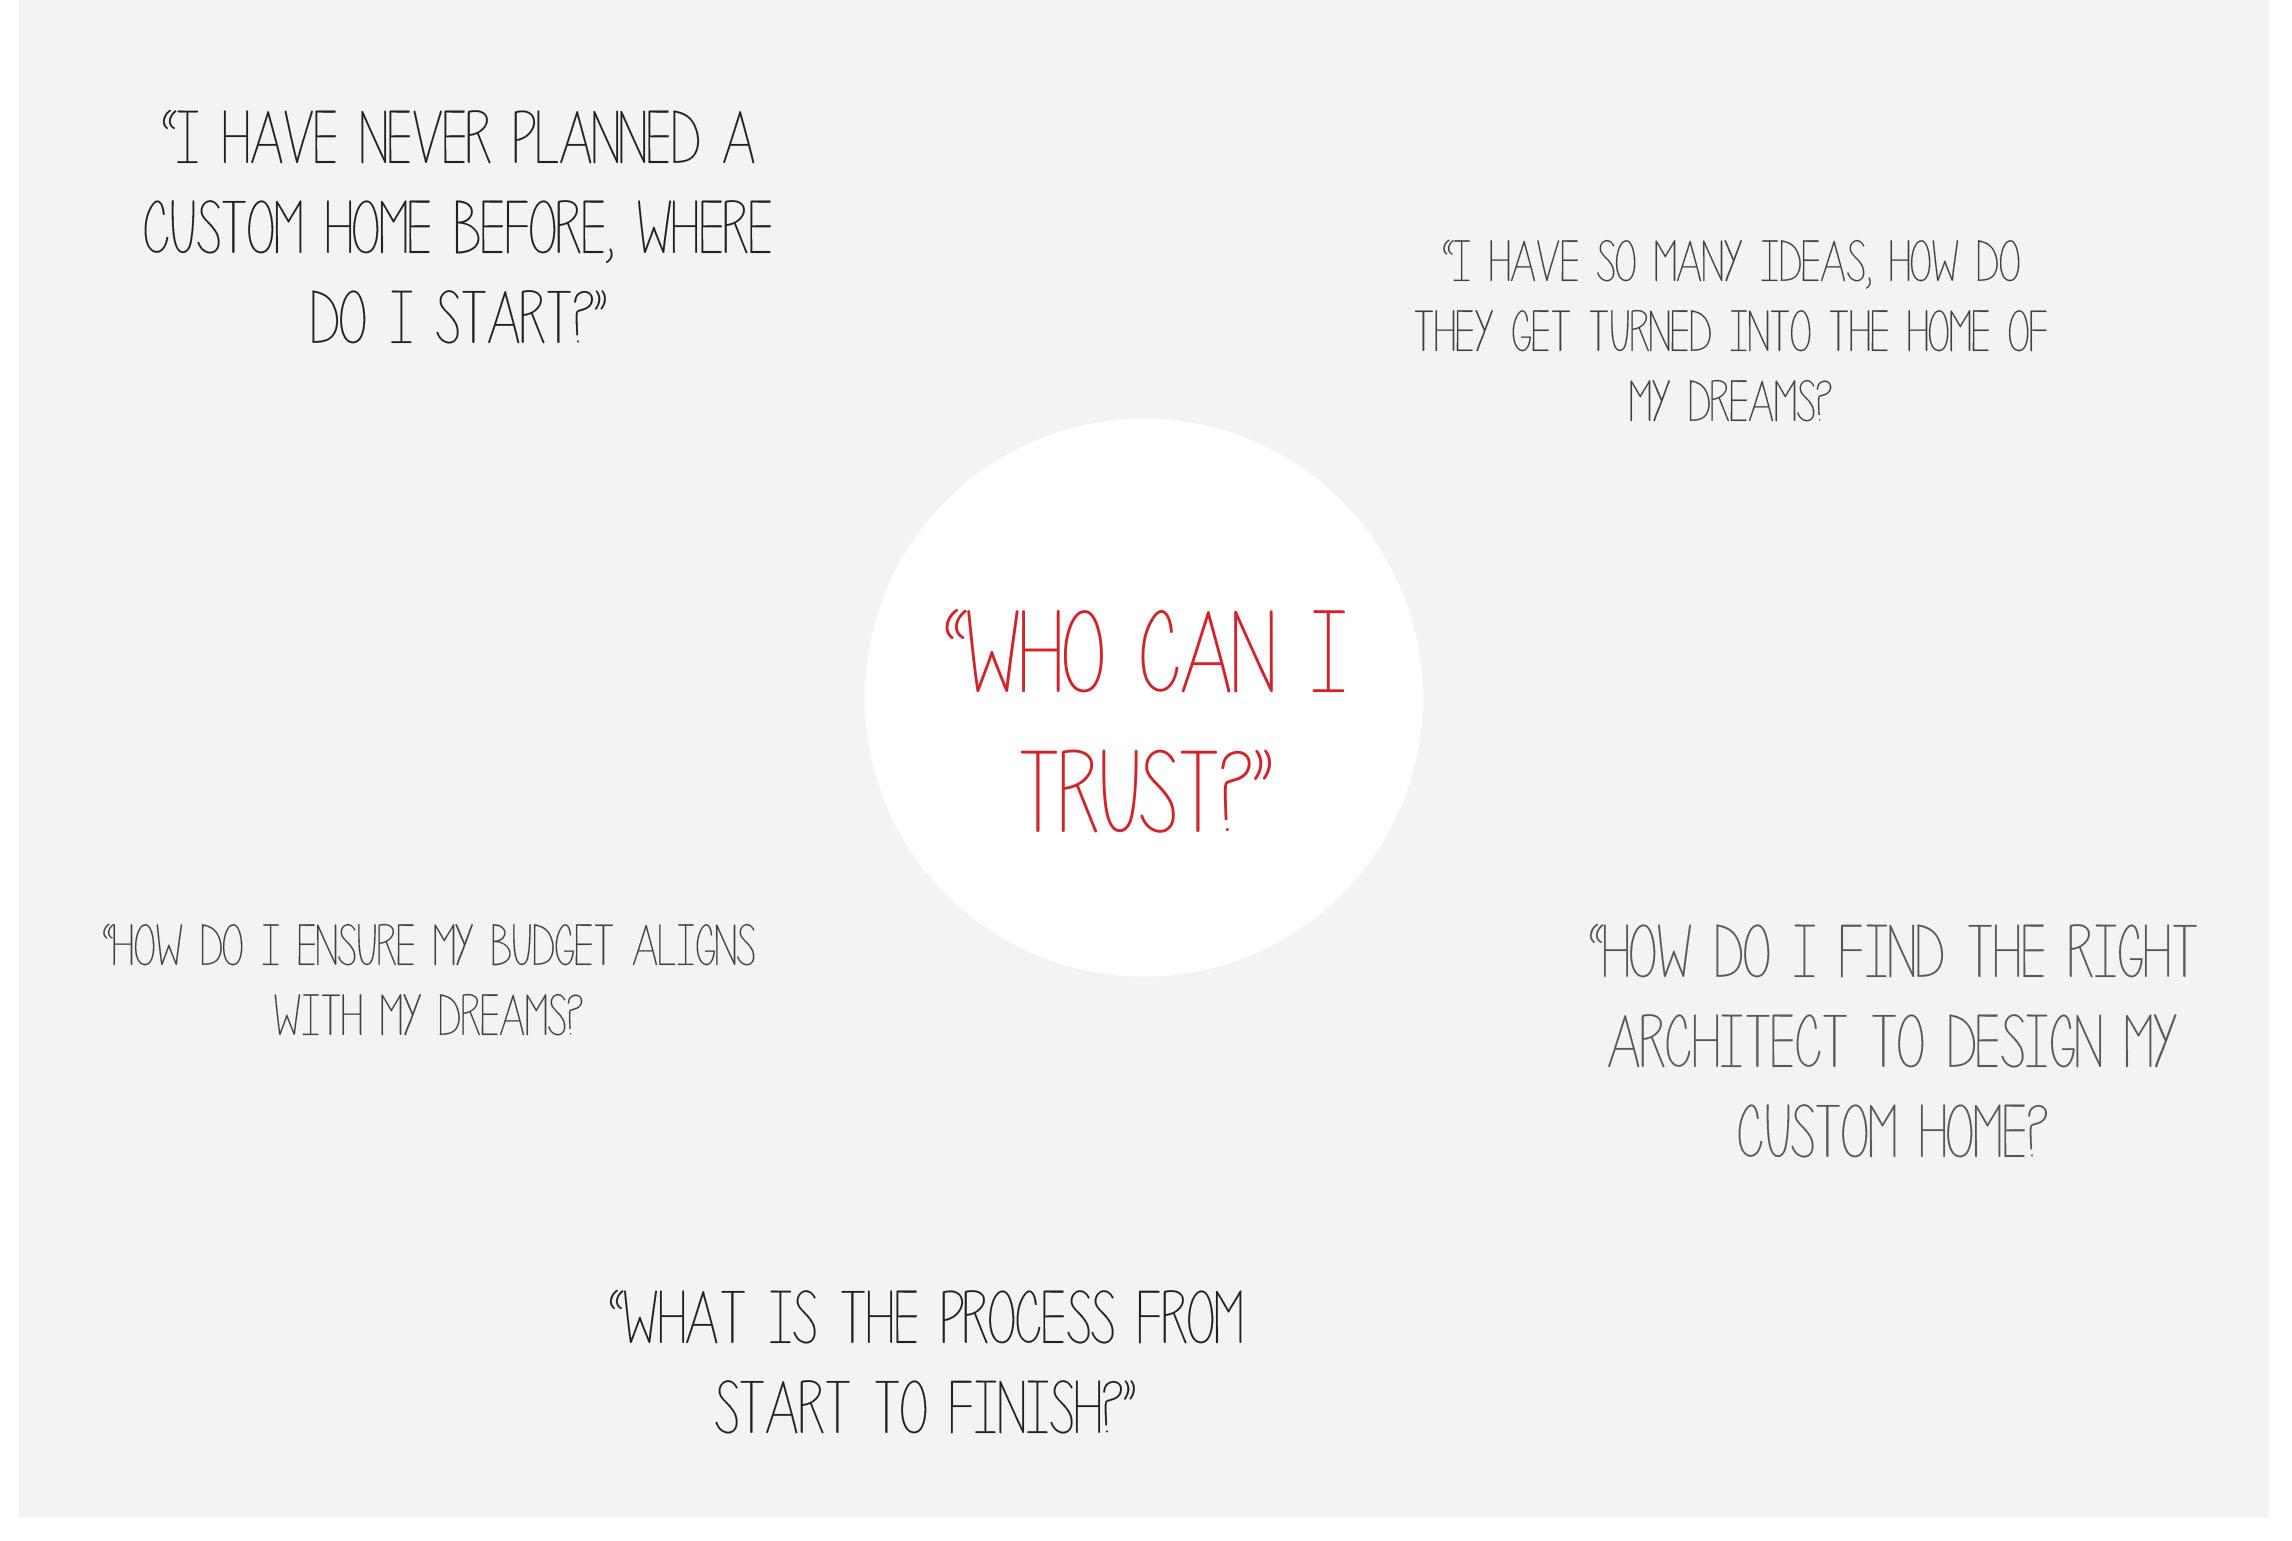 “I HAVE NEVER PLANNED A
CUSTOM HOME BEFORE, WHERE
DO I START?”
“I HAVE SO MANY IDEAS, HOW DO
THEY GET TURNED INTO THE HOME OF
MY DREAMS?
“WHO CAN I
TRUST?”
“HOW DO I ENSURE MY BUDGET ALIGNS
WITH MY DREAMS?
“HOW DO I FIND THE RIGHT
ARCHITECT TO DESIGN MY
CUSTOM HOME?
“WHAT IS THE PROCESS FROM
START TO FINISH?”